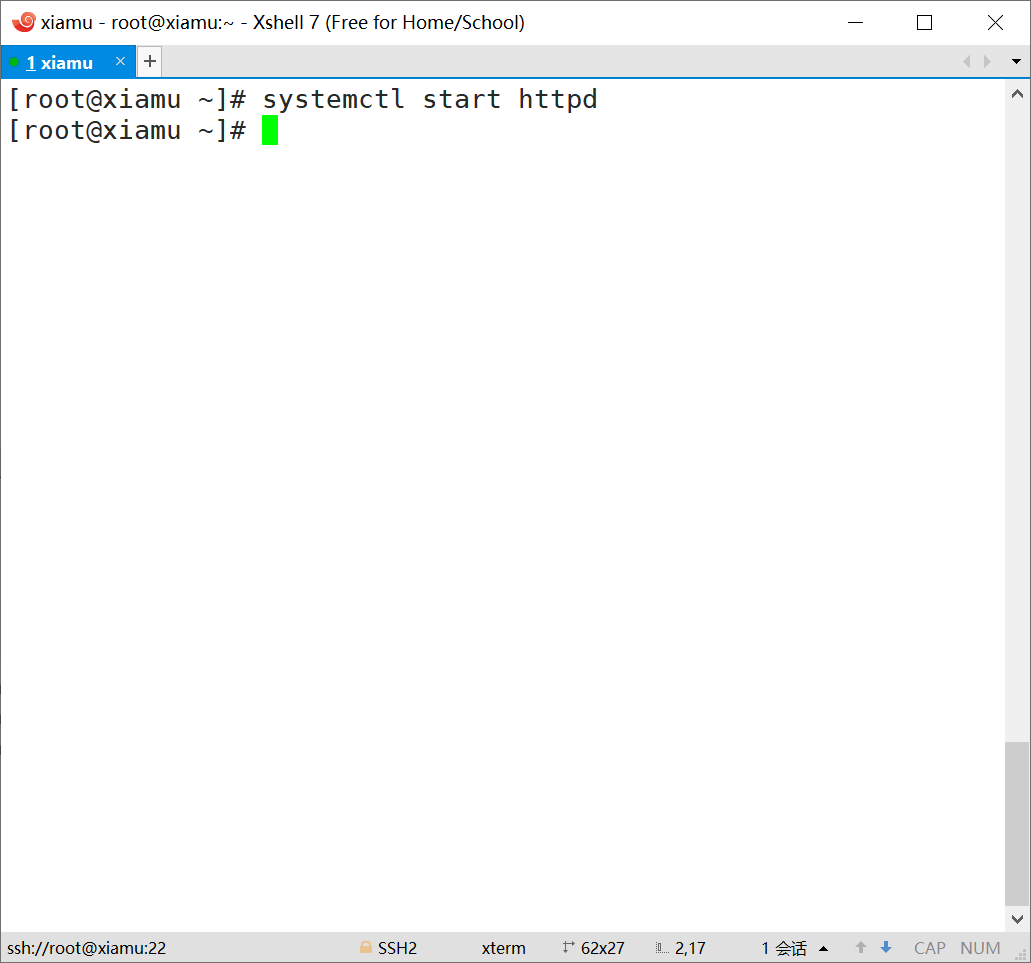 xiamu - root@xiamu:~ - Xshell 7 (Free for Home/School)
1 xiamu × +
[root@xiamu ~]# systemctl start httpd
[root@xiamu ~]#
ssh://root@xiamu:22 SSH2 xterm 62x27 2,17 1 会话 CAP NUM